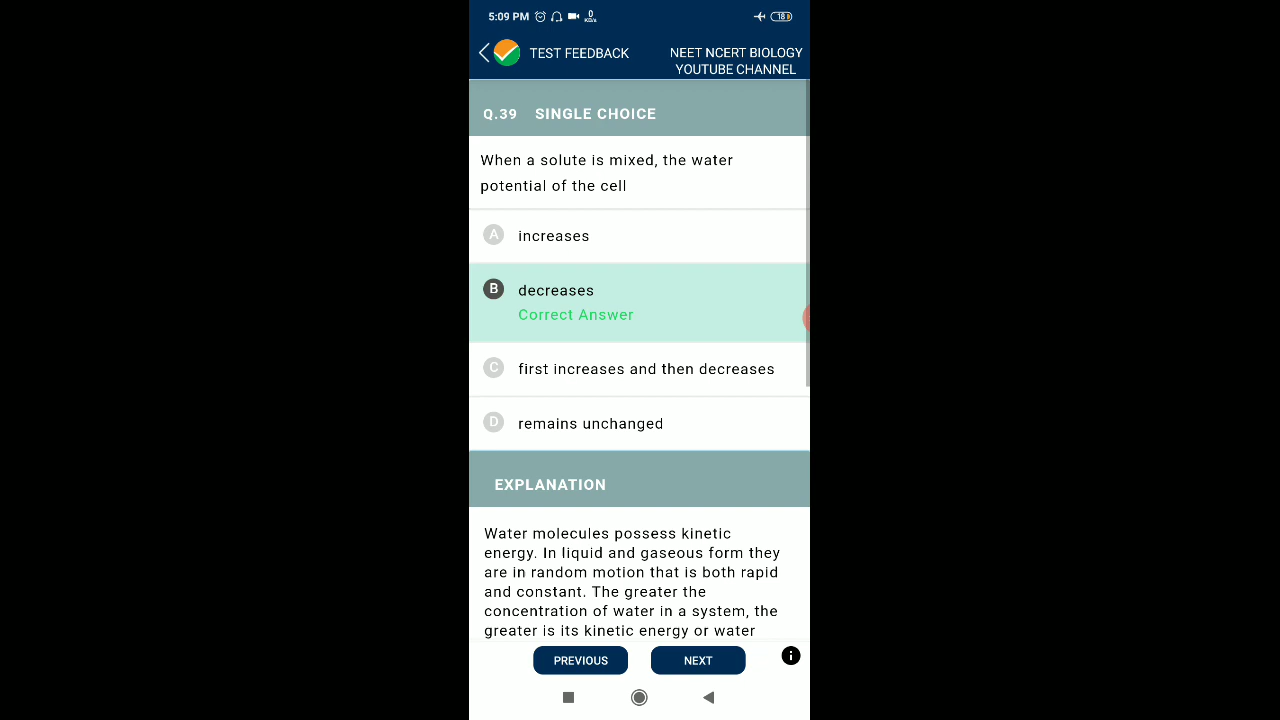 5:09 PM 0 KB/s 18
TEST FEEDBACK
NEET NCERT BIOLOGY
YOUTUBE CHANNEL
Q.39 SINGLE CHOICE
When a solute is mixed, the water
potential of the cell
A increases
B decreases
Correct Answer
C first increases and then decreases
D remains unchanged
EXPLANATION
Water molecules possess kinetic
energy. In liquid and gaseous form they
are in random motion that is both rapid
and constant. The greater the
concentration of water in a system, the
greater is its kinetic energy or water
PREVIOUS NEXT